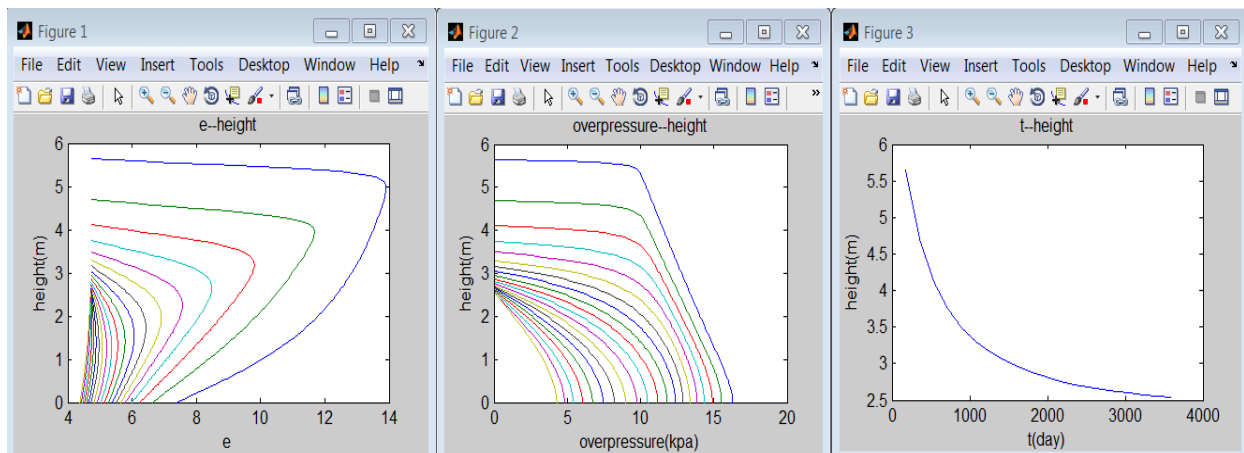 Figure 1
File Edit View Insert Tools Desktop Window Help
e--height
6
5
4
3
2
1
0
height(m)
4 6 8 10 12 14
e
Figure 2
File Edit View Insert Tools Desktop Window Help
overpressure--height
6
5
4
3
2
1
0
height(m)
0 5 10 15 20
overpressure(kpa)
Figure 3
File Edit View Insert Tools Desktop Window Help
t--height
6
5.5
5
4.5
4
3.5
3
2.5
height(m)
0 1000 2000 3000 4000
t(day)